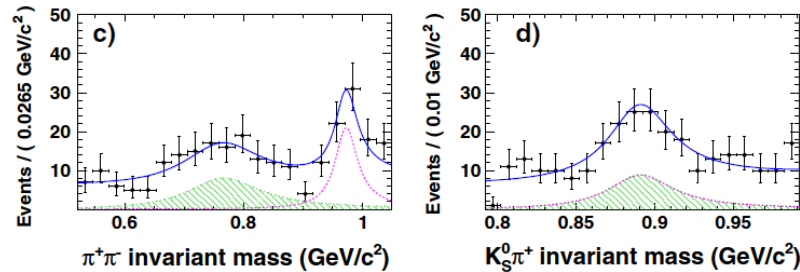 c)
Events / ( 0.0265 GeV/c² )
50
40
30
20
10
0.6
0.8
1
π⁺π⁻ invariant mass (GeV/c²)
d)
Events / ( 0.01 GeV/c² )
50
40
30
20
10
0.8
0.85
0.9
0.95
K⁰_Sπ⁺ invariant mass (GeV/c²)